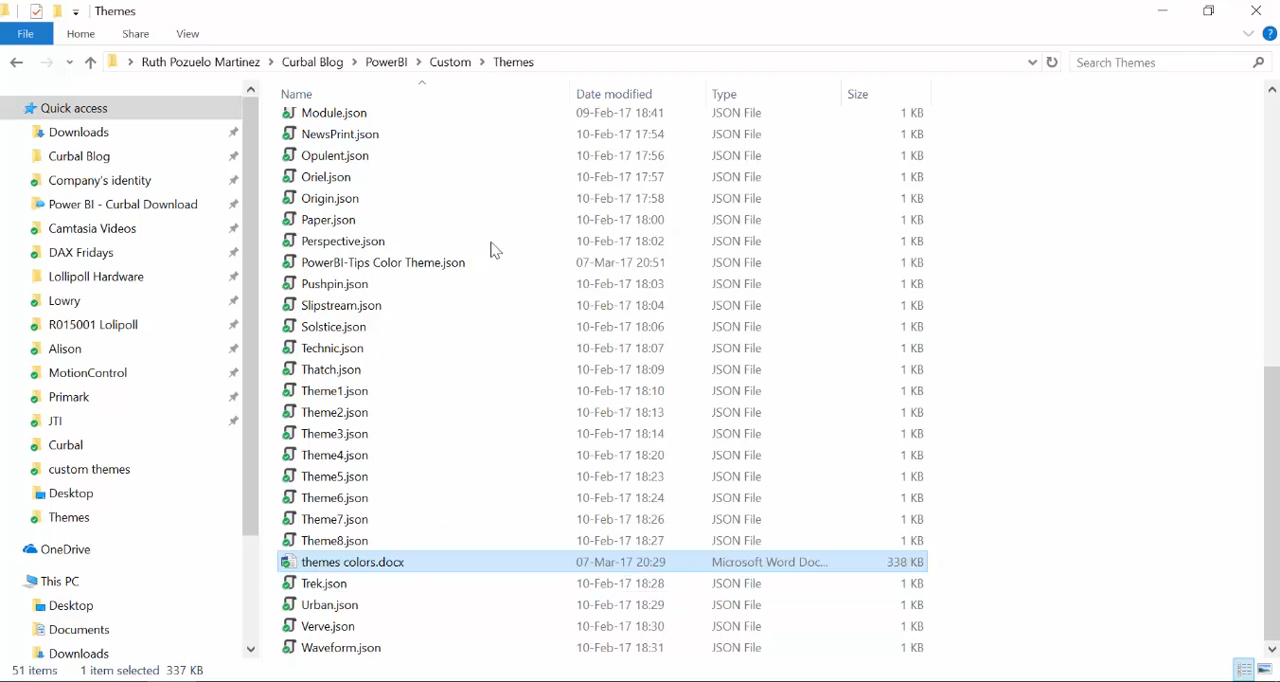 Themes
File Home Share View
Ruth Pozuelo Martinez Curbal Blog PowerBI Custom Themes Search Themes
Quick access
Downloads
Curbal Blog
Company's identity
Power BI - Curbal Download
Camtasia Videos
DAX Fridays
Lollipoll Hardware
Lowry
R015001 Lolipoll
Alison
MotionControl
Primark
JTI
Curbal
custom themes
Desktop
Themes
OneDrive
This PC
Desktop
Documents
Downloads
Name Date modified Type Size
Module.json 09-Feb-17 18:41 JSON File 1 KB
NewsPrint.json 10-Feb-17 17:54 JSON File 1 KB
Opulent.json 10-Feb-17 17:56 JSON File 1 KB
Oriel.json 10-Feb-17 17:57 JSON File 1 KB
Origin.json 10-Feb-17 17:58 JSON File 1 KB
Paper.json 10-Feb-17 18:00 JSON File 1 KB
Perspective.json 10-Feb-17 18:02 JSON File 1 KB
PowerBI-Tips Color Theme.json 07-Mar-17 20:51 JSON File 1 KB
Pushpin.json 10-Feb-17 18:03 JSON File 1 KB
Slipstream.json 10-Feb-17 18:04 JSON File 1 KB
Solstice.json 10-Feb-17 18:06 JSON File 1 KB
Technic.json 10-Feb-17 18:07 JSON File 1 KB
Thatch.json 10-Feb-17 18:09 JSON File 1 KB
Theme1.json 10-Feb-17 18:10 JSON File 1 KB
Theme2.json 10-Feb-17 18:13 JSON File 1 KB
Theme3.json 10-Feb-17 18:14 JSON File 1 KB
Theme4.json 10-Feb-17 18:20 JSON File 1 KB
Theme5.json 10-Feb-17 18:23 JSON File 1 KB
Theme6.json 10-Feb-17 18:24 JSON File 1 KB
Theme7.json 10-Feb-17 18:26 JSON File 1 KB
Theme8.json 10-Feb-17 18:27 JSON File 1 KB
themes colors.docx 07-Mar-17 20:29 Microsoft Word Doc... 338 KB
Trek.json 10-Feb-17 18:28 JSON File 1 KB
Urban.json 10-Feb-17 18:29 JSON File 1 KB
Verve.json 10-Feb-17 18:30 JSON File 1 KB
Waveform.json 10-Feb-17 18:31 JSON File 1 KB
51 items 1 item selected 337 KB